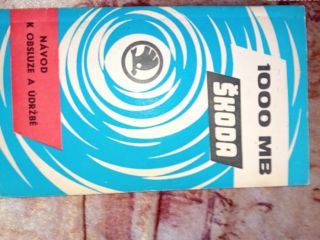 1000 MB
ŠKODA
NÁVOD
K OBSLUZE A ÚDRŽBĚ